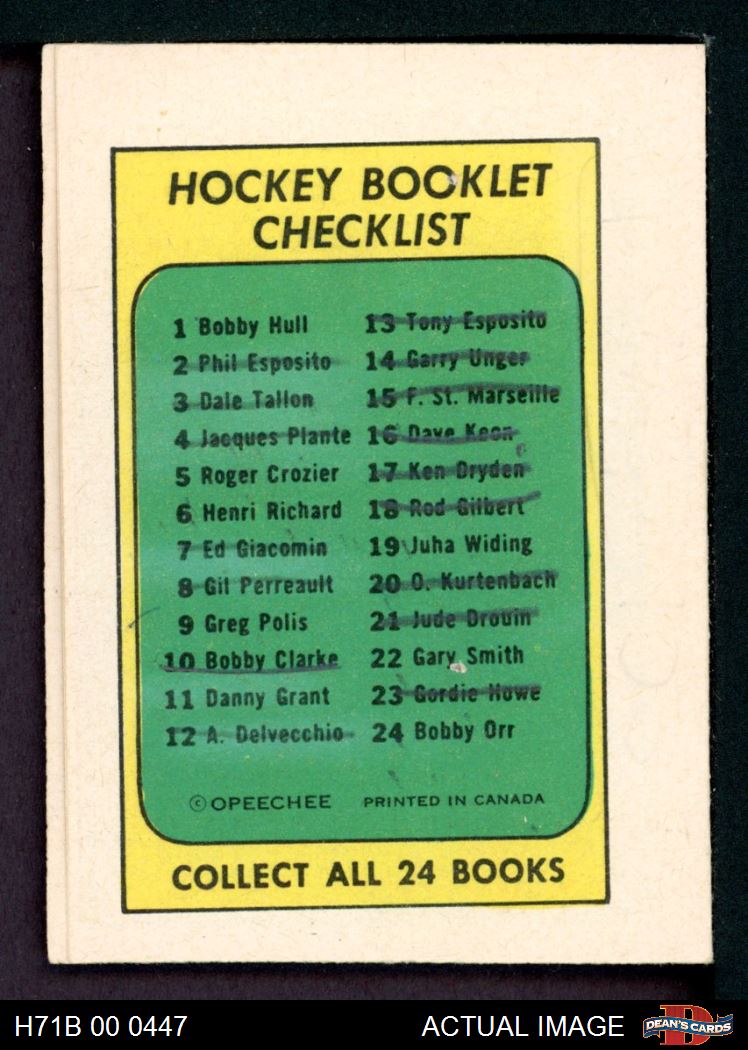 HOCKEY BOOKLET
CHECKLIST
1 Bobby Hull
2 Phil Esposito
3 Dale Tallon
4 Jacques Plante
5 Roger Crozier
6 Henri Richard
7 Ed Giacomin
8 Gil Perreault
9 Greg Polis
10 Bobby Clarke
11 Danny Grant
12 A. Delvecchio
13 Tony Esposito
14 Garry Unger
15 F. St. Marseille
16 Dave Keon
17 Ken Dryden
18 Rod Gilbert
19 Juha Widing
20 O. Kurtenbach
21 Jude Drouin
22 Gary Smith
23 Gordie Howe
24 Bobby Orr
© OPEECHEE PRINTED IN CANADA
COLLECT ALL 24 BOOKS
H71B 00 0447 ACTUAL IMAGE
D
DEAN'S CARDS